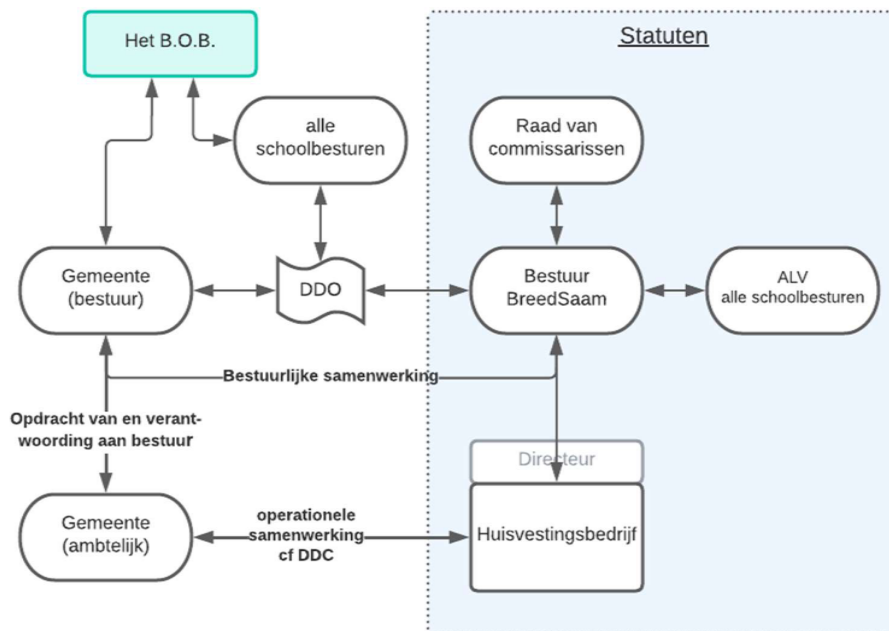 Het B.O.B.
Statuten
alle
schoolbesturen
Raad van
commissarissen
Gemeente
(bestuur)
DDO
Bestuur
BreedSaam
ALV
alle schoolbesturen
Bestuurlijke samenwerking
Opdracht van en verant-
woording aan bestuur
Directeur
Gemeente
(ambtelijk)
operationele
samenwerking
cf DDC
Huisvestingsbedrijf